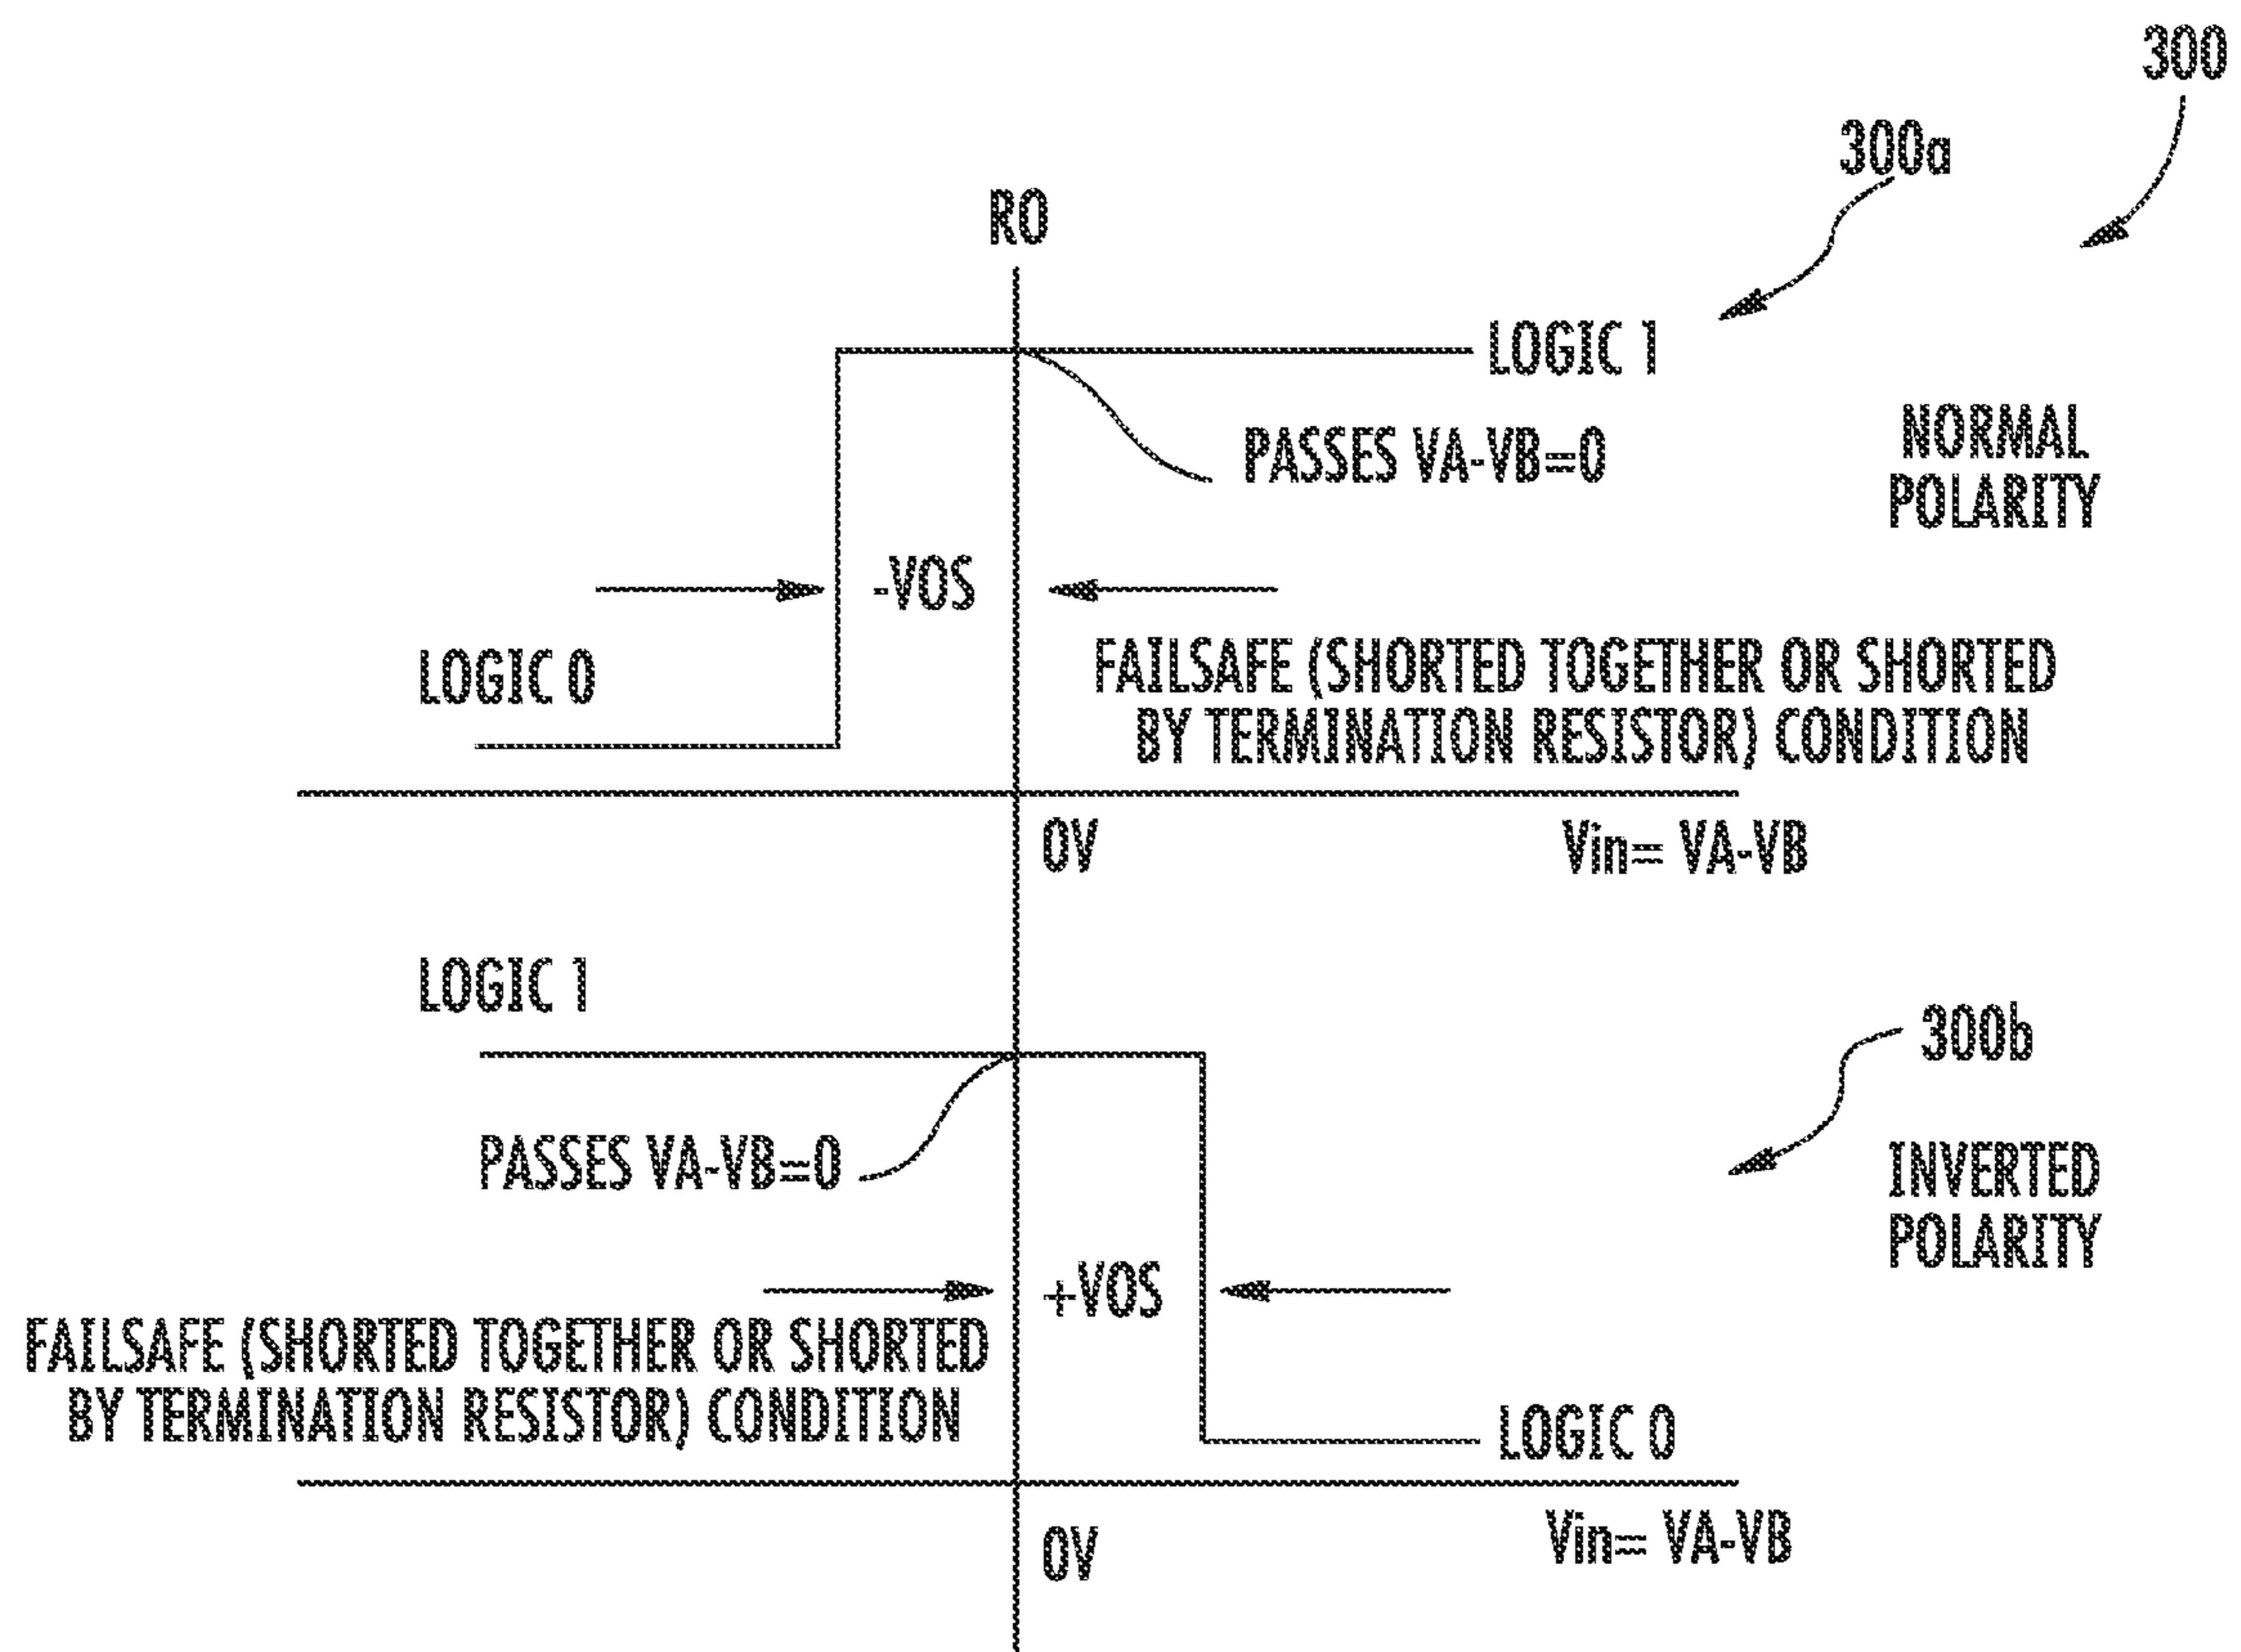 300
300a
RO
LOGIC 1
PASSES VA-VB=0
NORMAL
POLARITY
-VOS
LOGIC 0
FAILSAFE (SHORTED TOGETHER OR SHORTED
BY TERMINATION RESISTOR) CONDITION
0V
Vin= VA-VB
LOGIC 1
300b
PASSES VA-VB=0
INVERTED
POLARITY
+VOS
FAILSAFE (SHORTED TOGETHER OR SHORTED
BY TERMINATION RESISTOR) CONDITION
LOGIC 0
0V
Vin= VA-VB